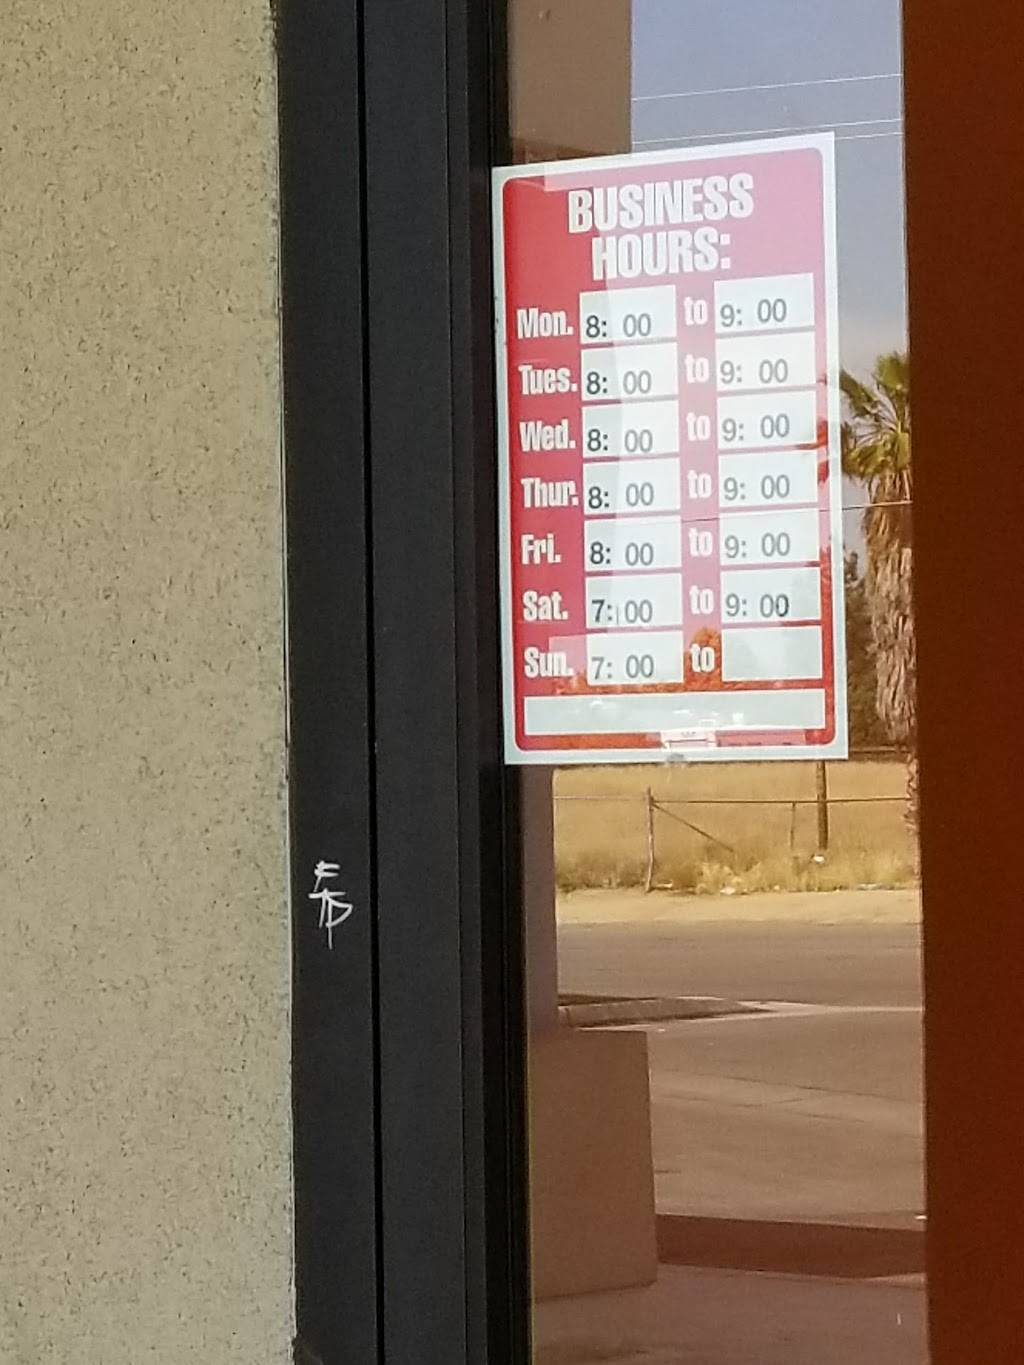 BUSINESS
HOURS:
Mon. 8: 00 to 9: 00
Tues. 8: 00 to 9: 00
Wed. 8: 00 to 9: 00
Thur. 8: 00 to 9: 00
Fri. 8: 00 to 9: 00
Sat. 7: 00 to 9: 00
Sun. 7: 00 to